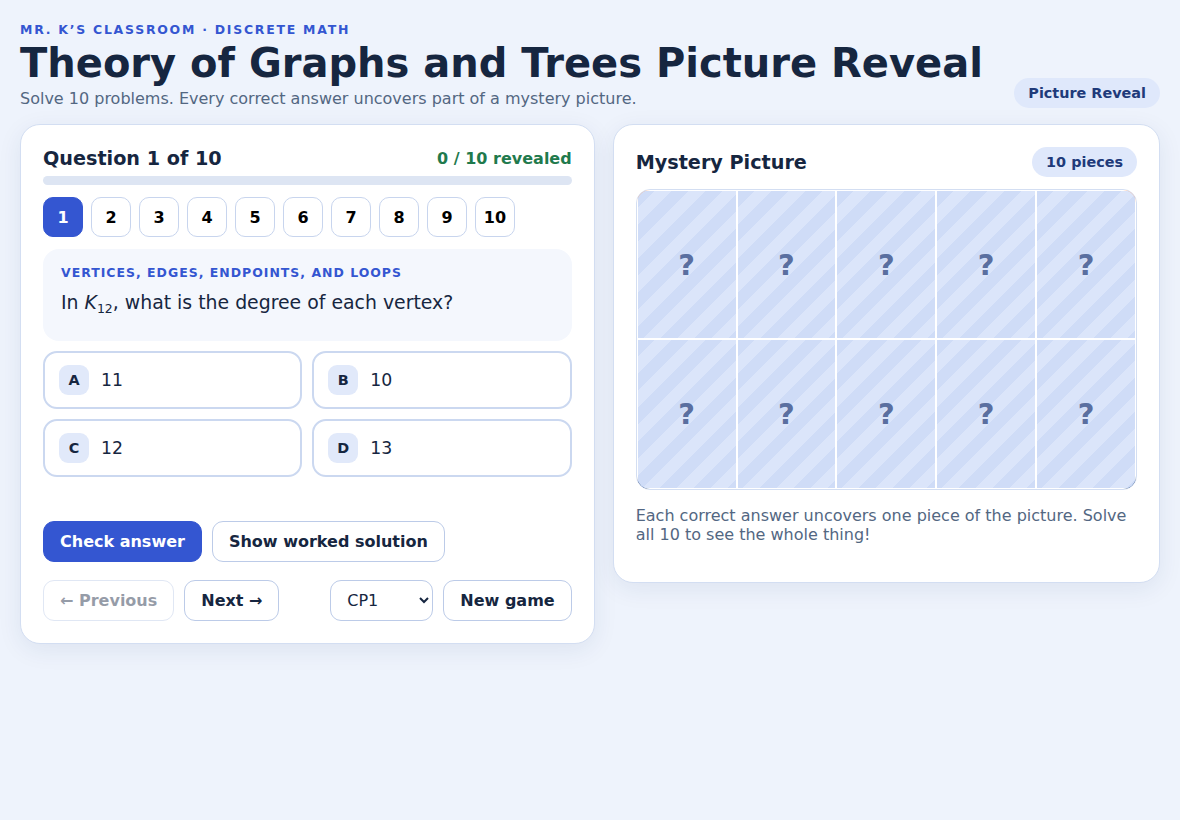 MR. K’S CLASSROOM · DISCRETE MATH
Theory of Graphs and Trees Picture Reveal
Solve 10 problems. Every correct answer uncovers part of a mystery picture.
Picture Reveal
Question 1 of 10
0 / 10 revealed
1 2 3 4 5 6 7 8 9 10
VERTICES, EDGES, ENDPOINTS, AND LOOPS
In K₁₂, what is the degree of each vertex?
A 11
B 10
C 12
D 13
Check answer
Show worked solution
← Previous
Next →
CP1
New game
Mystery Picture
10 pieces
? ? ? ? ?
? ? ? ? ?
Each correct answer uncovers one piece of the picture. Solve
all 10 to see the whole thing!